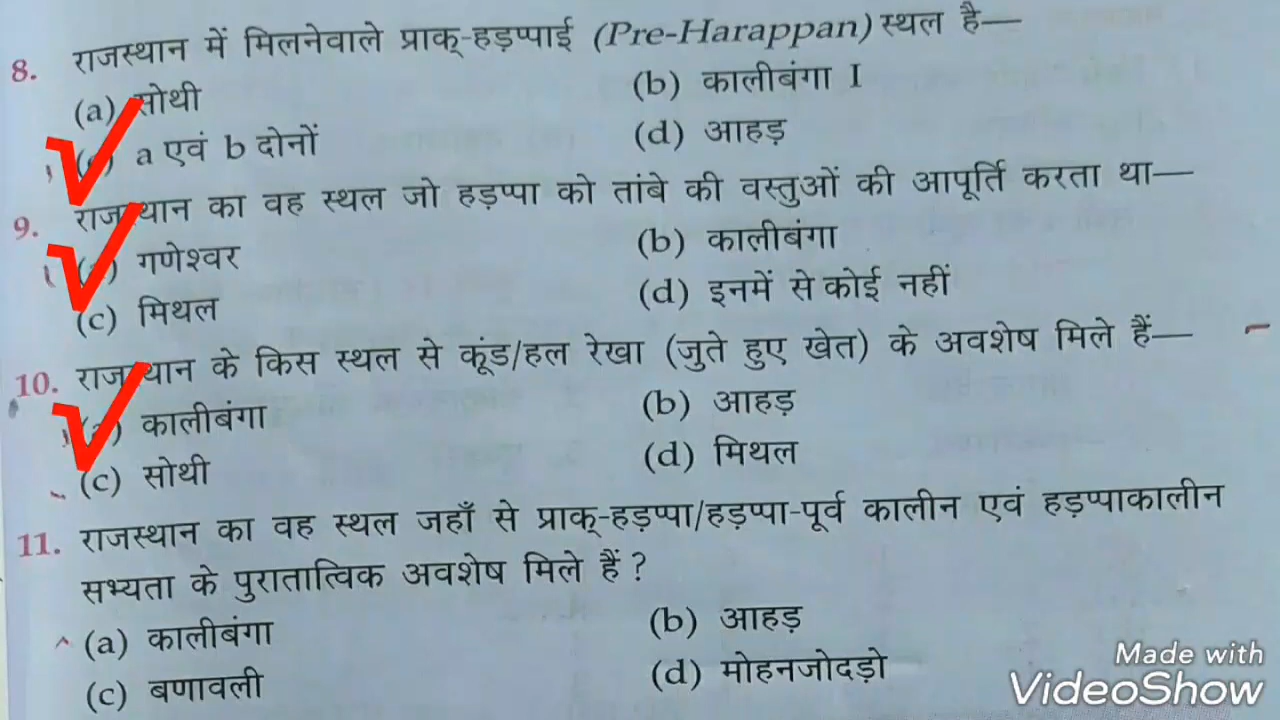 8. राजस्थान में मिलनेवाले प्राक्-हड़प्पाई (Pre-Harappan) स्थल है—
(a) सोथी (b) कालीबंगा I
a एवं b दोनों (d) आहड़
9. राजस्थान का वह स्थल जो हड़प्पा को तांबे की वस्तुओं की आपूर्ति करता था—
गणेश्वर (b) कालीबंगा
(c) मिथल (d) इनमें से कोई नहीं
10. राजस्थान के किस स्थल से कूंड/हल रेखा (जुते हुए खेत) के अवशेष मिले हैं—
कालीबंगा (b) आहड़
(c) सोथी (d) मिथल
11. राजस्थान का वह स्थल जहाँ से प्राक्-हड़प्पा/हड़प्पा-पूर्व कालीन एवं हड़प्पाकालीन
सभ्यता के पुरातात्विक अवशेष मिले हैं ?
(a) कालीबंगा (b) आहड़
(c) बणावली (d) मोहनजोदड़ो
Made with
VideoShow